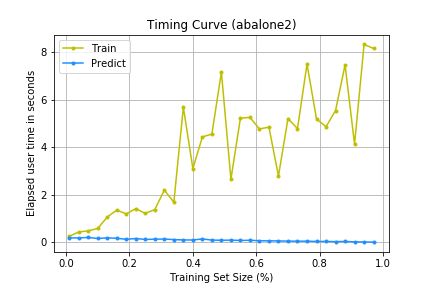 Timing Curve (abalone2)
Train
Predict
Elapsed user time in seconds
8
6
4
2
0
0.0 0.2 0.4 0.6 0.8 1.0
Training Set Size (%)